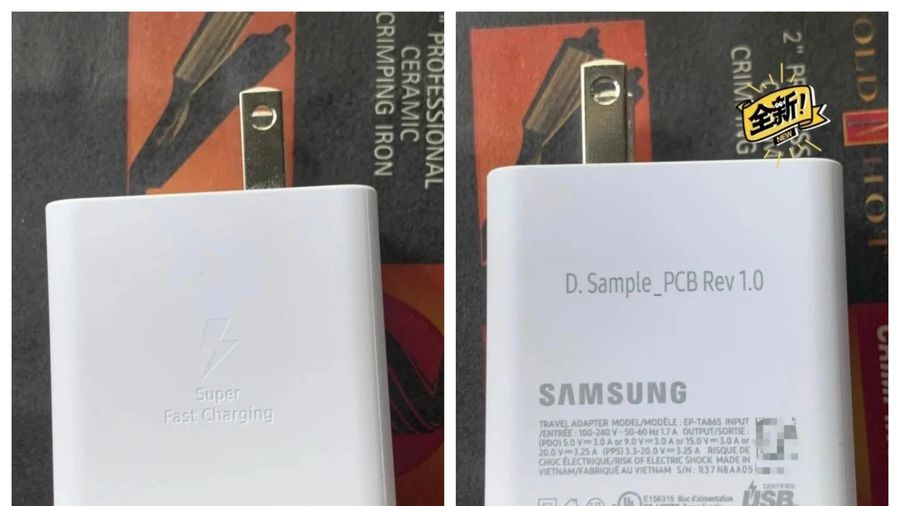 " PROFESSIONAL
CERAMIC
CRIMPING IRON
Super
Fast Charging
2"
CRIMP
OLD
HOT
全新!
NEW
D. Sample_PCB Rev 1.0
SAMSUNG
TRAVEL ADAPTER MODEL/MODÈLE : EP-TA865 INPUT
/ENTRÉE : 100-240 V~50-60 Hz 1.7 A OUTPUT/SORTIE :
(PDO) 5.0 V⎓3.0 A or 9.0 V⎓3.0 A or 15.0 V⎓3.0 A or
20.0 V⎓3.25 A (PPS) 3.3-20.0 V⎓3.25 A RISQUE DE
CHOC ÉLECTRIQUE/RISK OF ELECTRIC SHOCK MADE IN
VIETNAM/FABRIQUÉ AU VIETNAM S/N : R37N8AA05
E156315 Bloc d'alimentation
CERTIFIED
USB